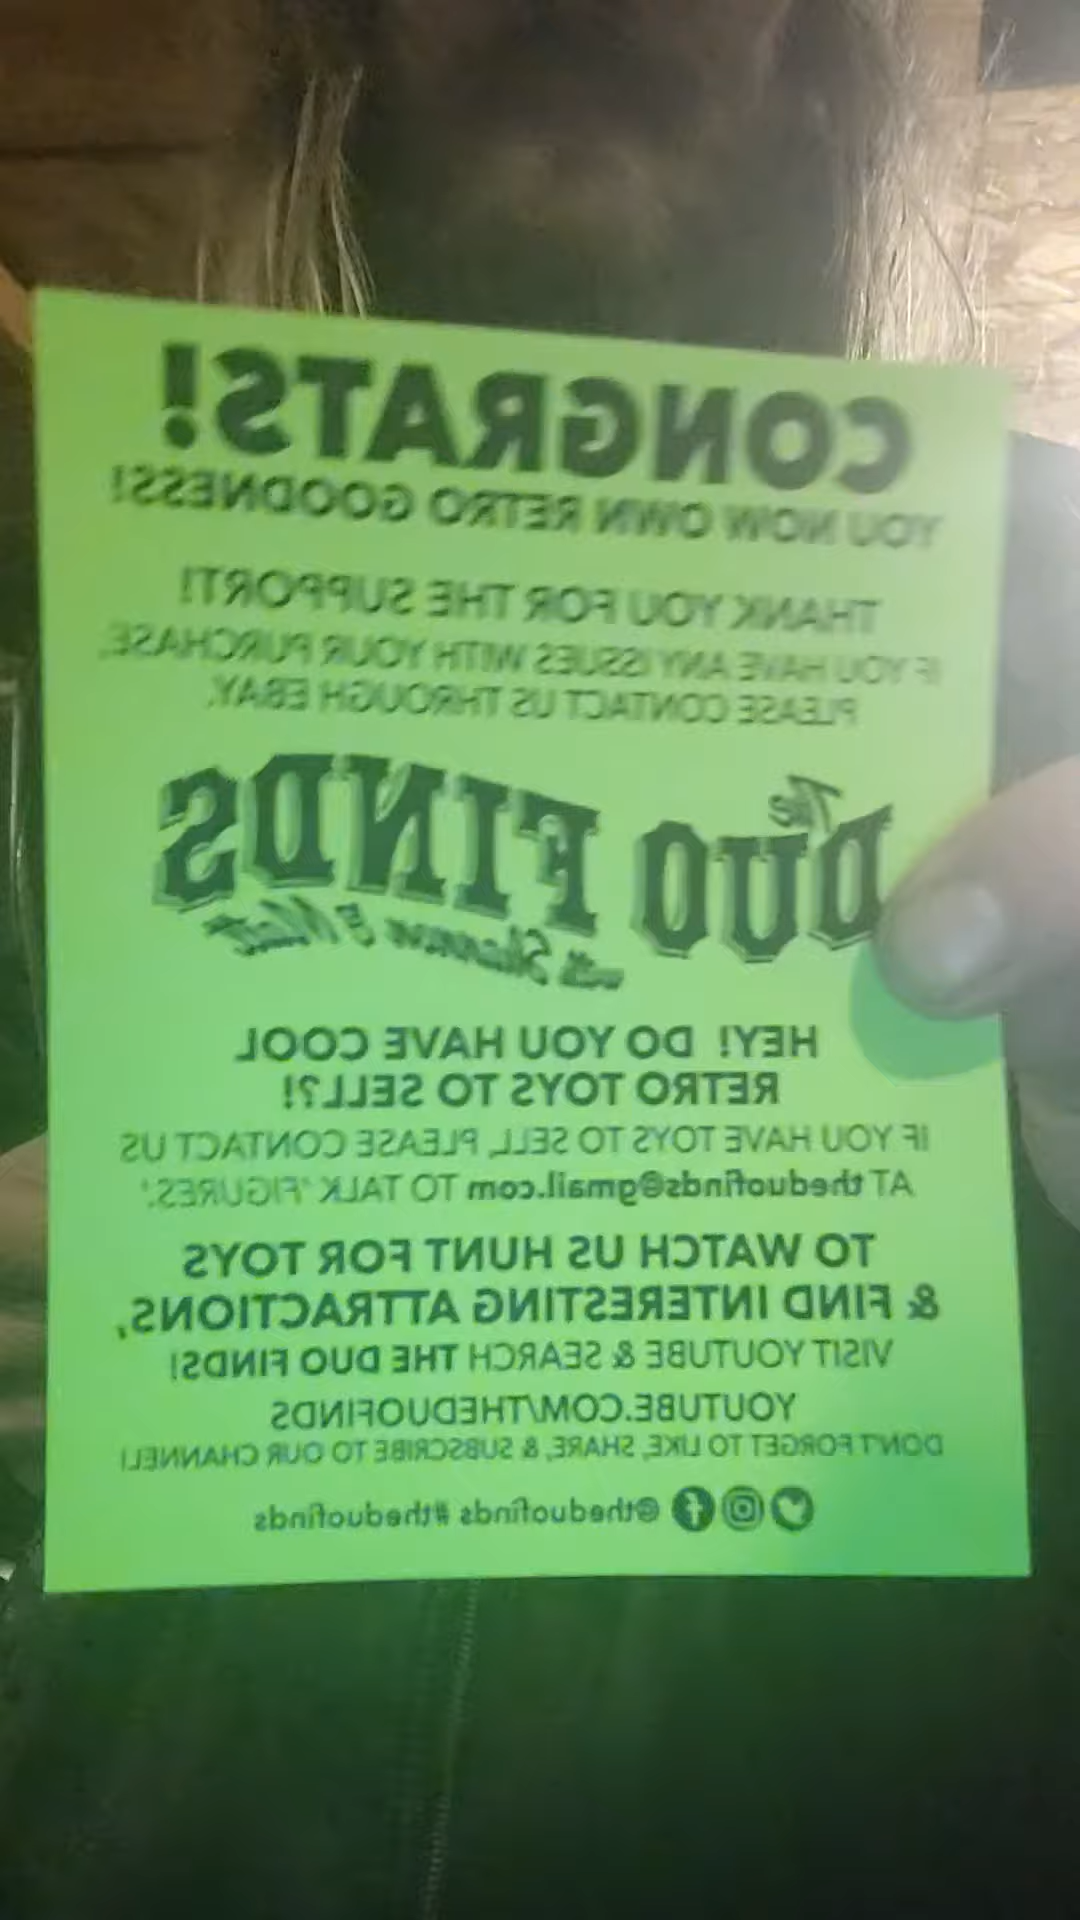 CONGRATS!
YOU NOW OWN RETRO GOODNESS!
THANK YOU FOR THE SUPPORT!
IF YOU HAVE ANY ISSUES WITH YOUR PURCHASE,
PLEASE CONTACT US THROUGH EBAY.
The
DUO FINDS
with Shannon & Matt
HEY! DO YOU HAVE COOL
RETRO TOYS TO SELL?!
IF YOU HAVE TOYS TO SELL, PLEASE CONTACT US
AT theduofinds@gmail.com TO TALK 'FIGURES.'
TO WATCH US HUNT FOR TOYS
& FIND INTERESTING ATTRACTIONS,
VISIT YOUTUBE & SEARCH THE DUO FINDS!
YOUTUBE.COM/THEDUOFINDS
DON'T FORGET TO LIKE, SHARE, & SUBSCRIBE TO OUR CHANNEL!
@theduofinds #theduofinds